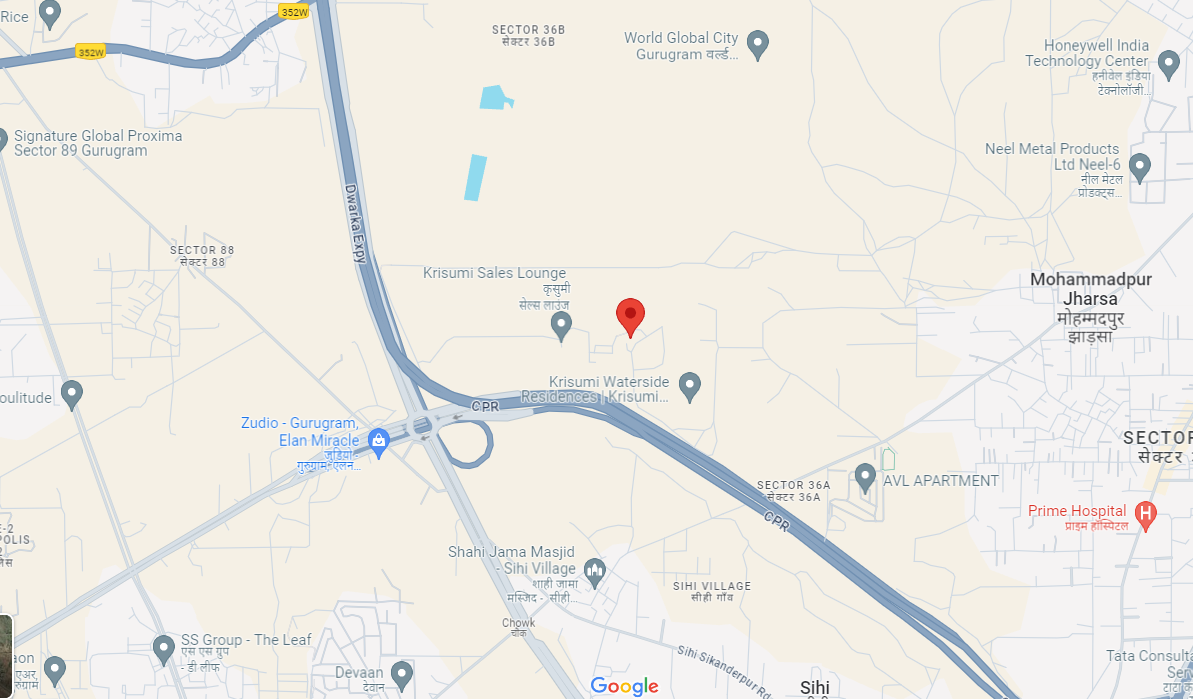 Rice
352W
352W
SECTOR 36B
सेक्टर 36B
World Global City
Gurugram वर्ल्ड...
Honeywell India
Technology Center
हनीवेल इंडिया
टेक्नोलॉजी...
Signature Global Proxima
Sector 89 Gurugram
Neel Metal Products
Ltd Neel-6
नील मेटल
प्रोडक्ट्स...
Dwarka Expy
SECTOR 88
सेक्टर 88
Krisumi Sales Lounge
कृसुमी
सेल्स लाउंज
Mohammadpur
Jharsa
मोहम्मदपुर
झाड़सा
Krisumi Waterside
Residences | Krisumi...
oulitude
CPR
Zudio - Gurugram,
Elan Miracle
जुडियो -
गुरुग्राम, एलन...
SECTOR
सेक्टर
SECTOR 36A
सेक्टर 36A
AVL APARTMENT
CPR
Prime Hospital
प्राइम हॉस्पिटल
E-2
POLIS
Shahi Jama Masjid
- Sihi Village
शाही जामा
मस्जिद - सीही...
SIHI VILLAGE
सीही गाँव
Chowk
चौक
SS Group - The Leaf
एस एस ग्रुप
- दी लीफ
Sihi Sikanderpur Rd
Tata Consulta
Devaan
देवान
Google
Sihi